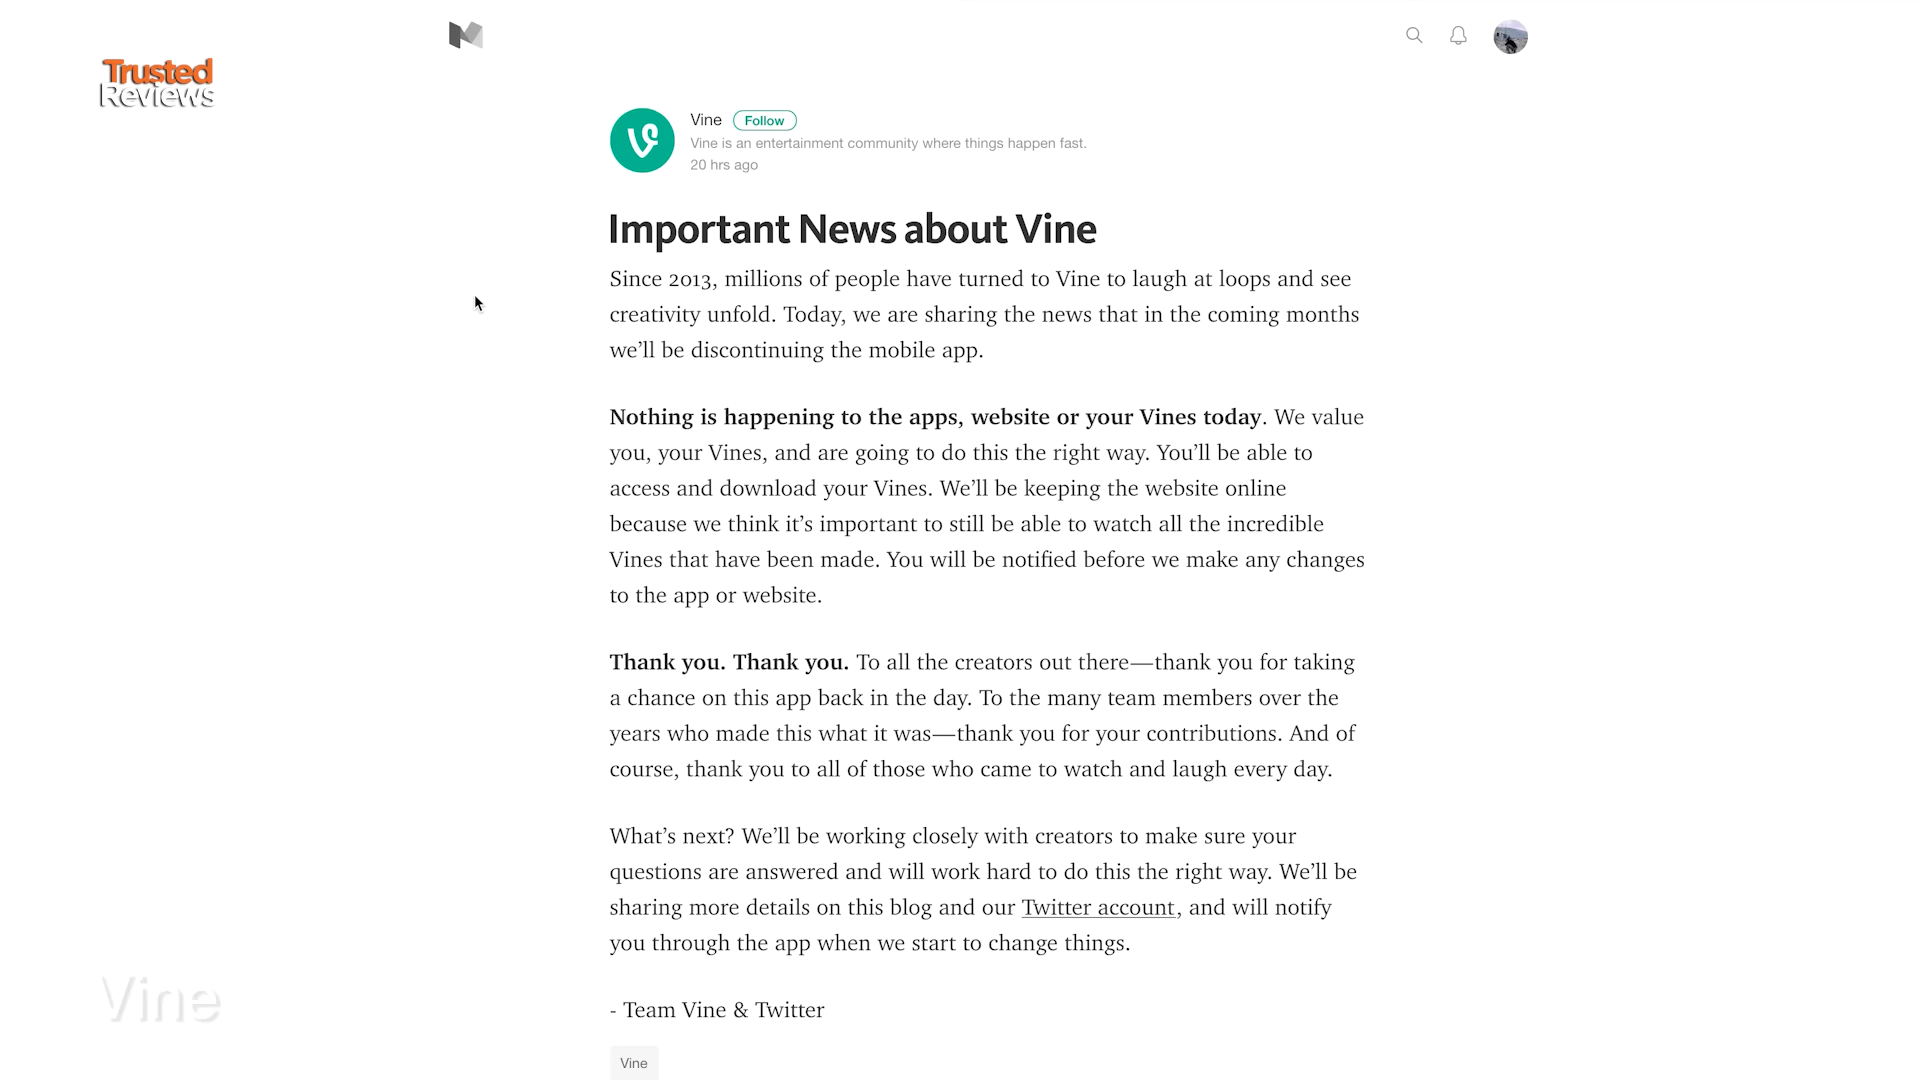 Trusted
Reviews
Vine Follow
Vine is an entertainment community where things happen fast.
20 hrs ago
Important News about Vine
Since 2013, millions of people have turned to Vine to laugh at loops and see
creativity unfold. Today, we are sharing the news that in the coming months
we’ll be discontinuing the mobile app.
Nothing is happening to the apps, website or your Vines today. We value
you, your Vines, and are going to do this the right way. You’ll be able to
access and download your Vines. We’ll be keeping the website online
because we think it’s important to still be able to watch all the incredible
Vines that have been made. You will be notified before we make any changes
to the app or website.
Thank you. Thank you. To all the creators out there—thank you for taking
a chance on this app back in the day. To the many team members over the
years who made this what it was—thank you for your contributions. And of
course, thank you to all of those who came to watch and laugh every day.
What’s next? We’ll be working closely with creators to make sure your
questions are answered and will work hard to do this the right way. We’ll be
sharing more details on this blog and our Twitter account, and will notify
you through the app when we start to change things.
- Team Vine & Twitter
Vine
Vine